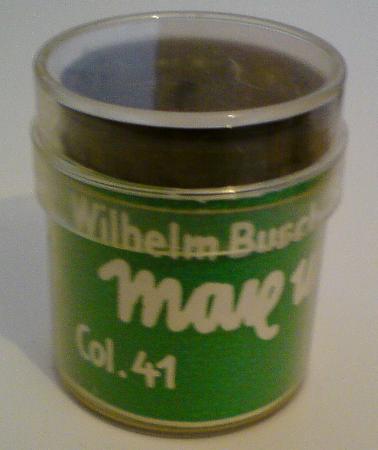 Wilhelm Busch
max u
Col. 41